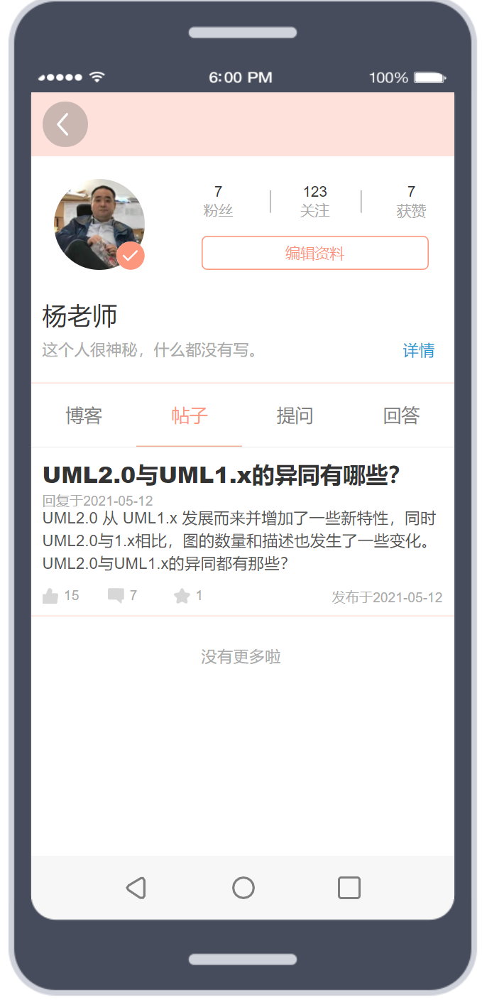 6:00 PM 100%
7 123 7
粉丝 关注 获赞
编辑资料
杨老师
这个人很神秘，什么都没有写。 详情
博客 帖子 提问 回答
UML2.0与UML1.x的异同有哪些？
回复于2021-05-12
UML2.0 从 UML1.x 发展而来并增加了一些新特性，同时
UML2.0与1.x相比，图的数量和描述也发生了一些变化。
UML2.0与UML1.x的异同都有那些？
15 7 1 发布于2021-05-12
没有更多啦